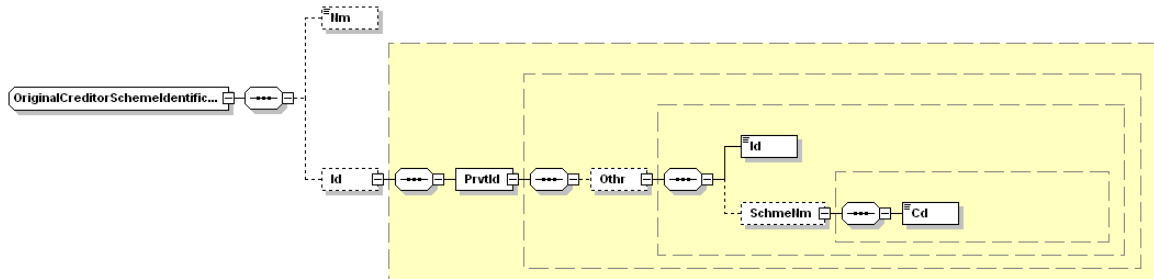 Nm
OriginalCreditorSchemeIdentific...
Id
PrvtId
Othr
Id
SchmeNm
Cd